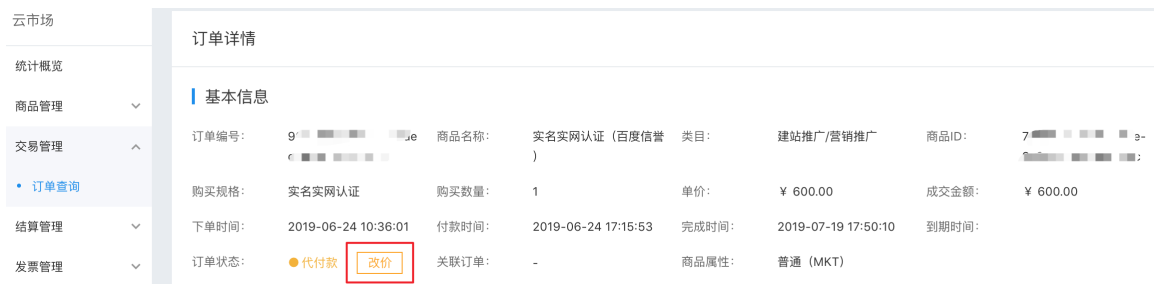 云市场
统计概览
商品管理
交易管理
• 订单查询
结算管理
发票管理
订单详情
基本信息
订单编号： 商品名称： 实名实网认证（百度信誉） 类目： 建站推广/营销推广 商品ID：
购买规格： 实名实网认证 购买数量： 1 单价： ¥ 600.00 成交金额： ¥ 600.00
下单时间： 2019-06-24 10:36:01 付款时间： 2019-06-24 17:15:53 完成时间： 2019-07-19 17:50:10 到期时间：
订单状态： 代付款 改价 关联订单： - 商品属性： 普通（MKT）